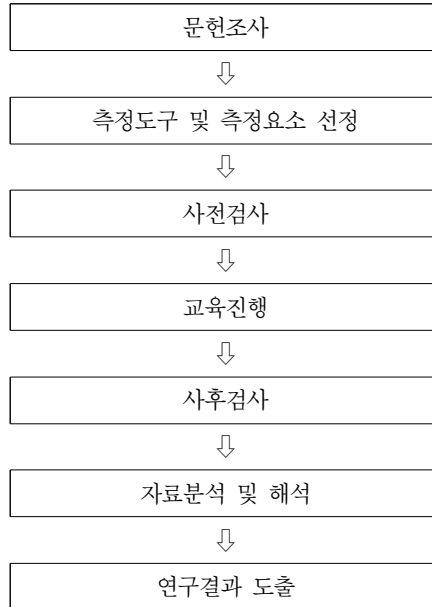 문헌조사
⇩
측정도구 및 측정요소 선정
⇩
사전검사
⇩
교육진행
⇩
사후검사
⇩
자료분석 및 해석
⇩
연구결과 도출